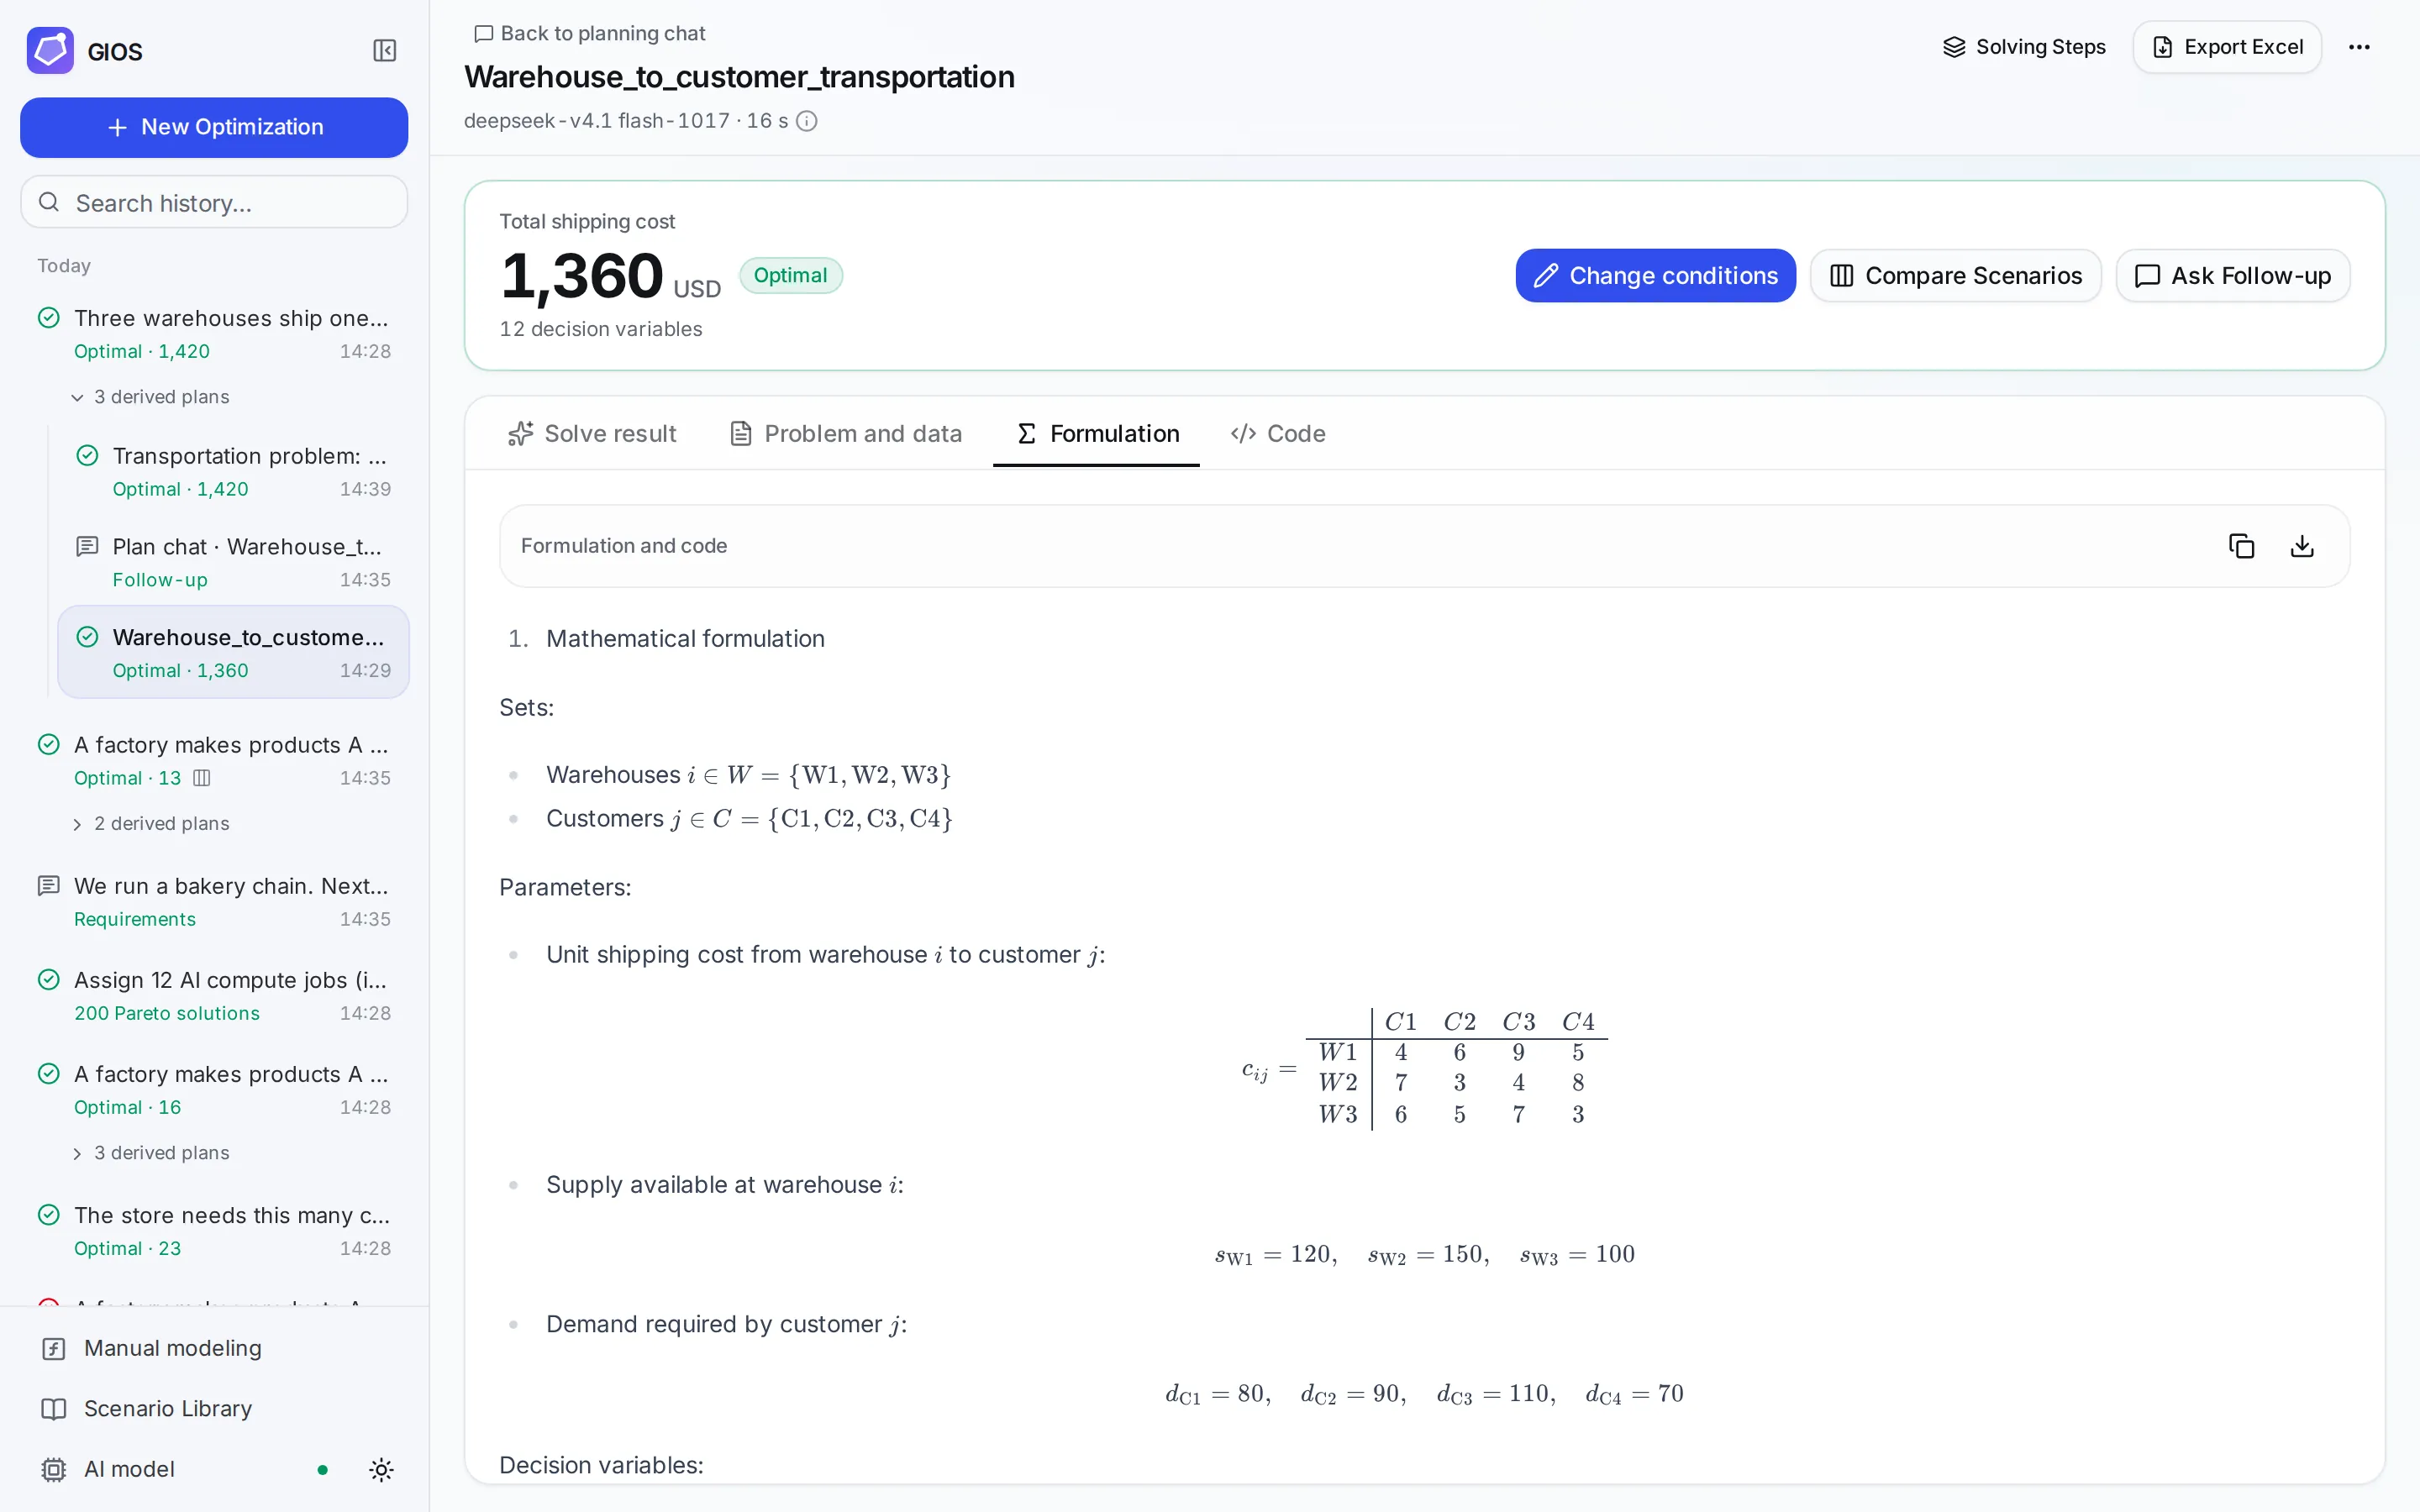 GIOS
New Optimization
Search history...
Today
Three warehouses ship one...
Optimal · 1,420 14:28
3 derived plans
Transportation problem: ...
Optimal · 1,420 14:39
Plan chat · Warehouse_t...
Follow-up 14:35
Warehouse_to_custome...
Optimal · 1,360 14:29
A factory makes products A ...
Optimal · 13 14:35
2 derived plans
We run a bakery chain. Next...
Requirements 14:35
Assign 12 AI compute jobs (i...
200 Pareto solutions 14:28
A factory makes products A ...
Optimal · 16 14:28
3 derived plans
The store needs this many c...
Optimal · 23 14:28
Manual modeling
Scenario Library
AI model
Back to planning chat
Warehouse_to_customer_transportation
deepseek-v4.1 flash-1017 · 16 s
Solving Steps
Export Excel
Total shipping cost
1,360 USD Optimal
12 decision variables
Change conditions
Compare Scenarios
Ask Follow-up
Solve result
Problem and data
Formulation
Code
Formulation and code
1. Mathematical formulation
Sets:
Warehouses i ∈ W = {W1, W2, W3}
Customers j ∈ C = {C1, C2, C3, C4}
Parameters:
Unit shipping cost from warehouse i to customer j:
C1 C2 C3 C4
W1 4 6 9 5
c_ij = W2 7 3 4 8
W3 6 5 7 3
Supply available at warehouse i:
s_W1 = 120, s_W2 = 150, s_W3 = 100
Demand required by customer j:
d_C1 = 80, d_C2 = 90, d_C3 = 110, d_C4 = 70
Decision variables: